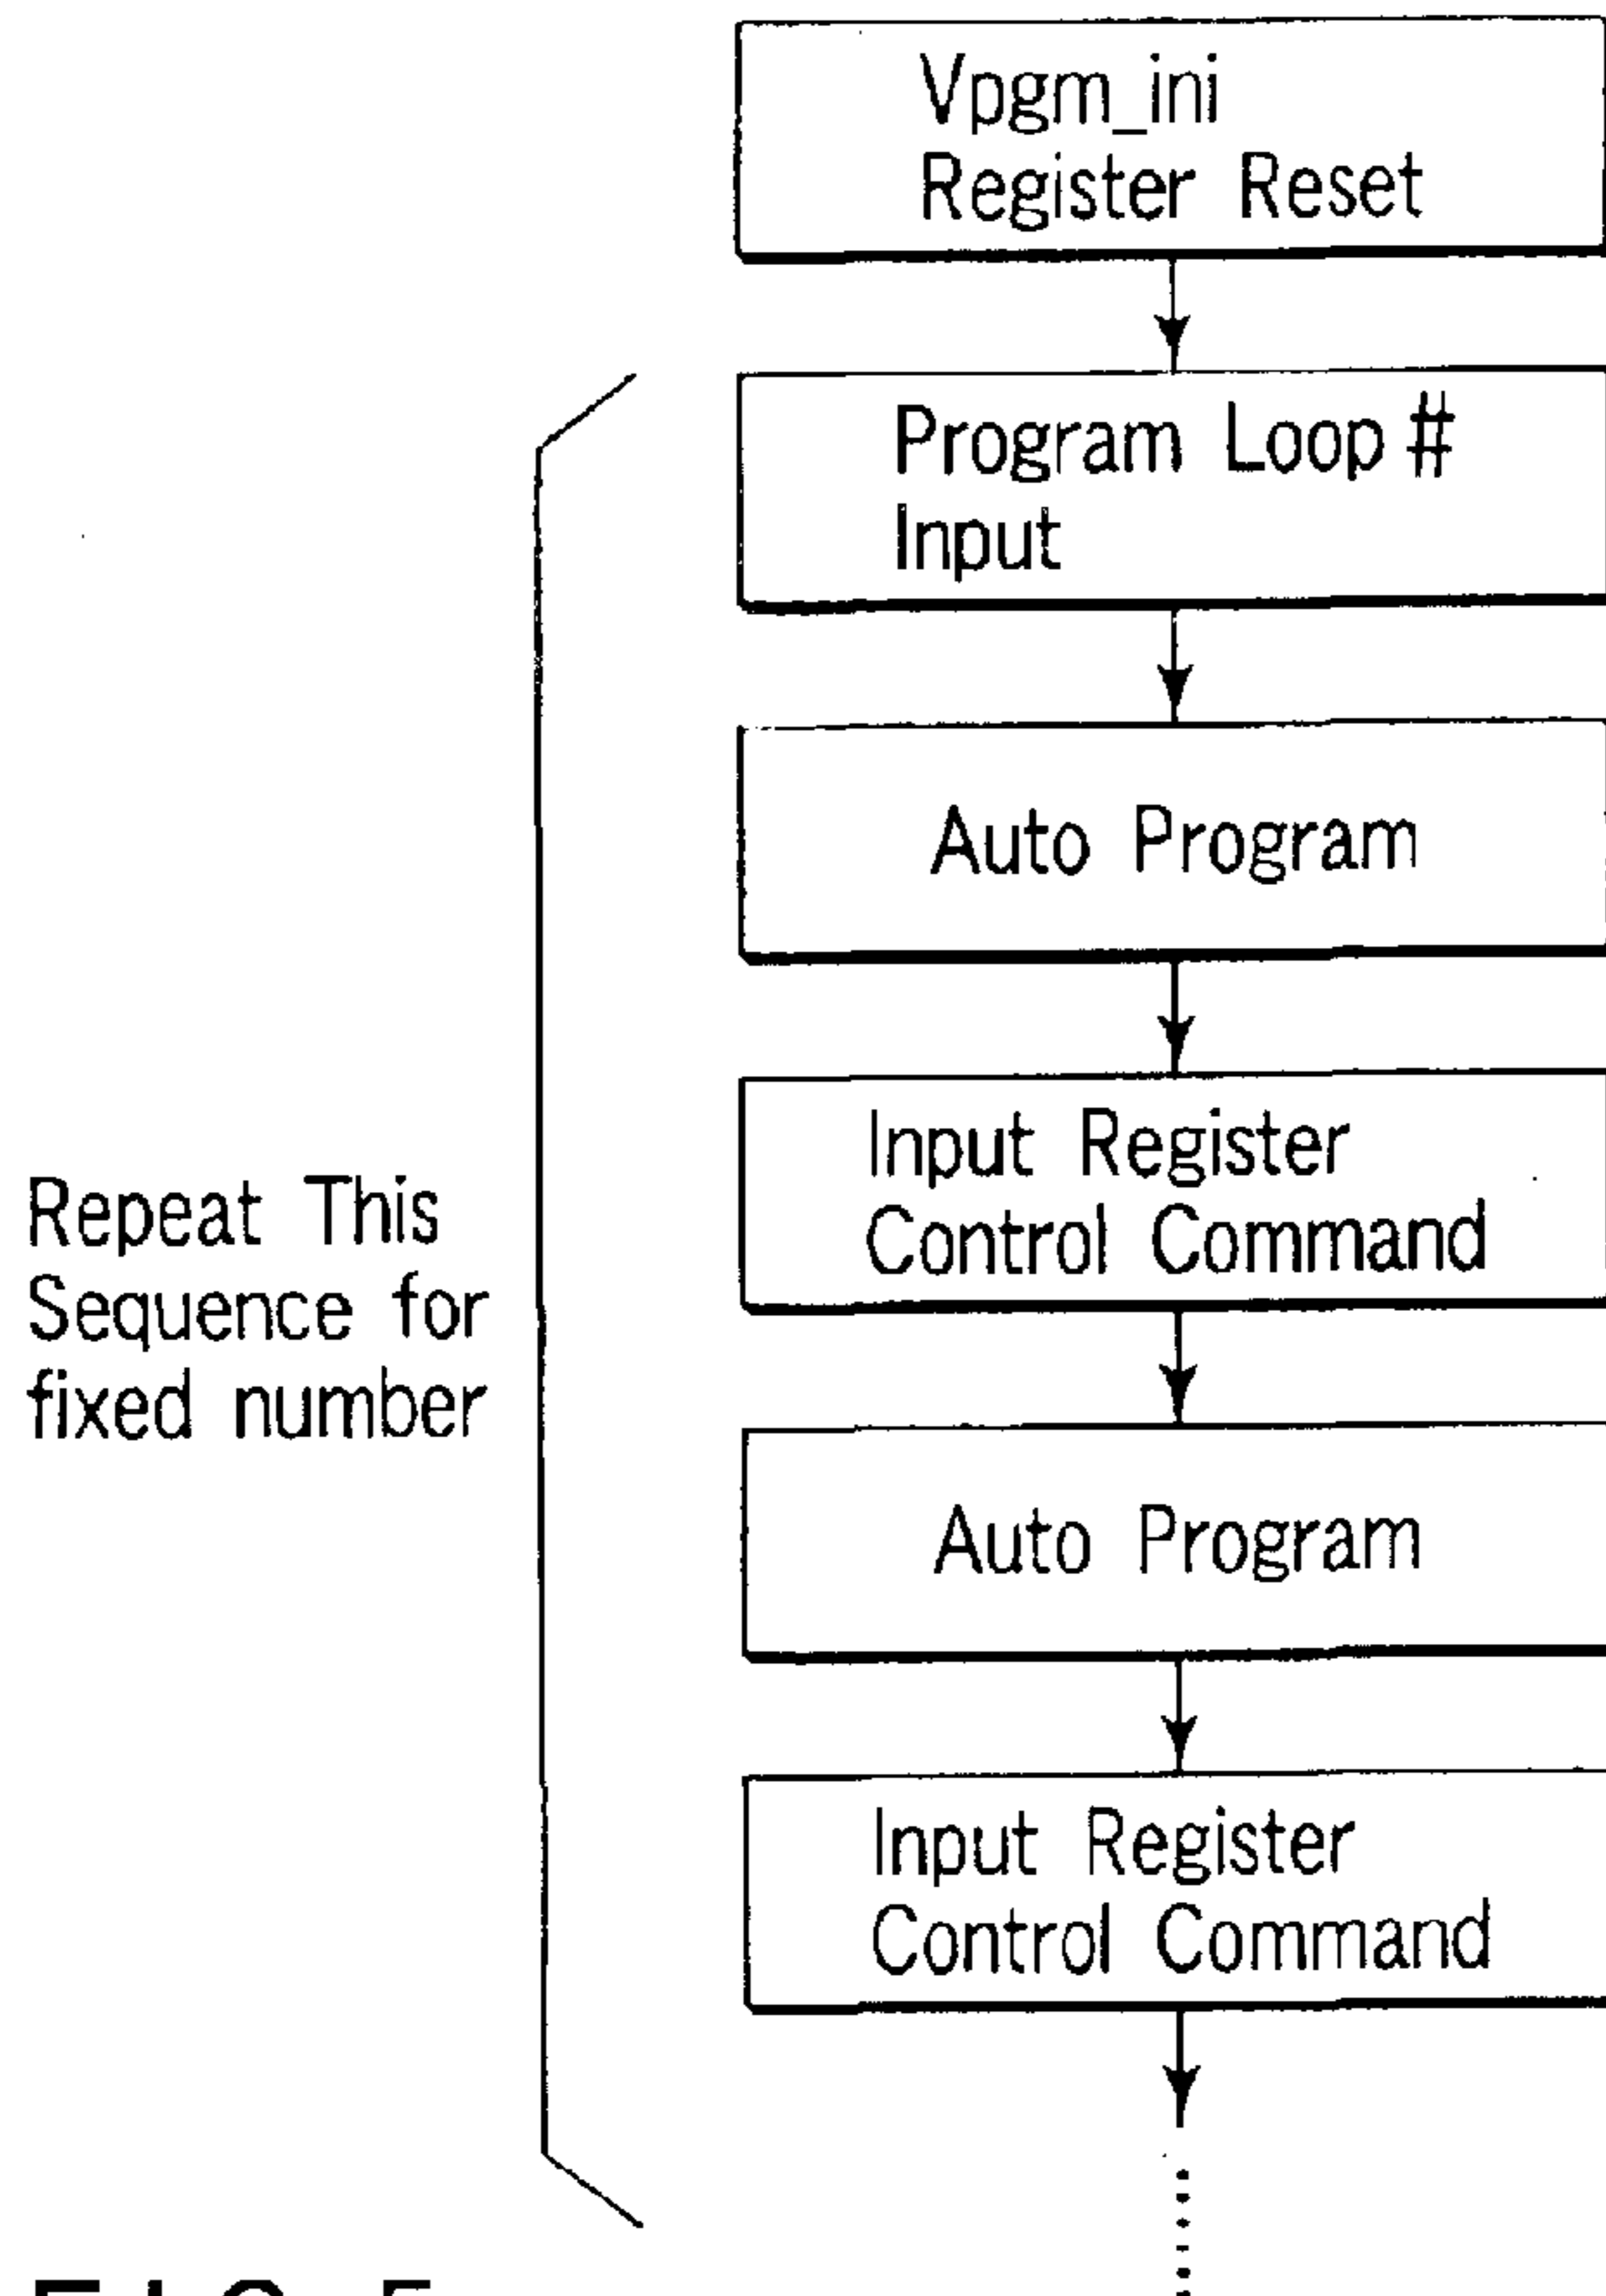 Vpgm_ini
Register Reset
Program Loop #
Input
Auto Program
Input Register
Control Command
Repeat This
Sequence for
fixed number
Auto Program
Input Register
Control Command